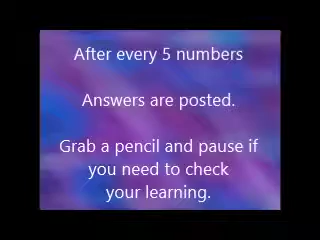 After every 5 numbers
Answers are posted.
Grab a pencil and pause if
you need to check
your learning.